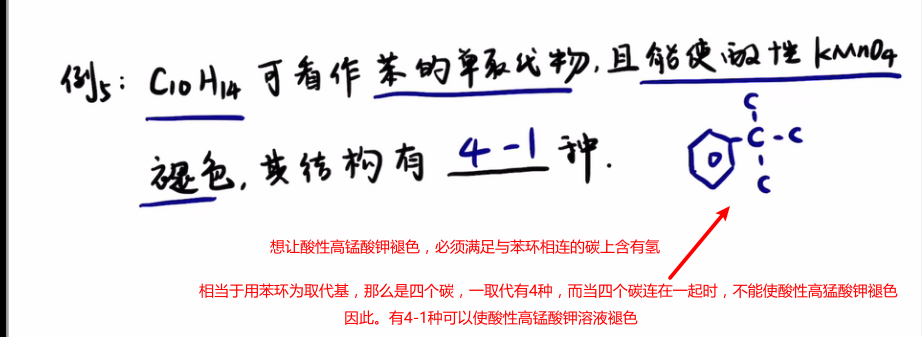 例5: C10H14 可看作苯的单取代物,且能使酸性 KMnO4
褪色,其结构有 4-1 种.
C
C - C
C
想让酸性高锰酸钾褪色，必须满足与苯环相连的碳上含有氢
相当于用苯环为取代基，那么是四个碳，一取代有4种，而当四个碳连在一起时，不能使酸性高猛酸钾褪色
因此。有4-1种可以使酸性高锰酸钾溶液褪色